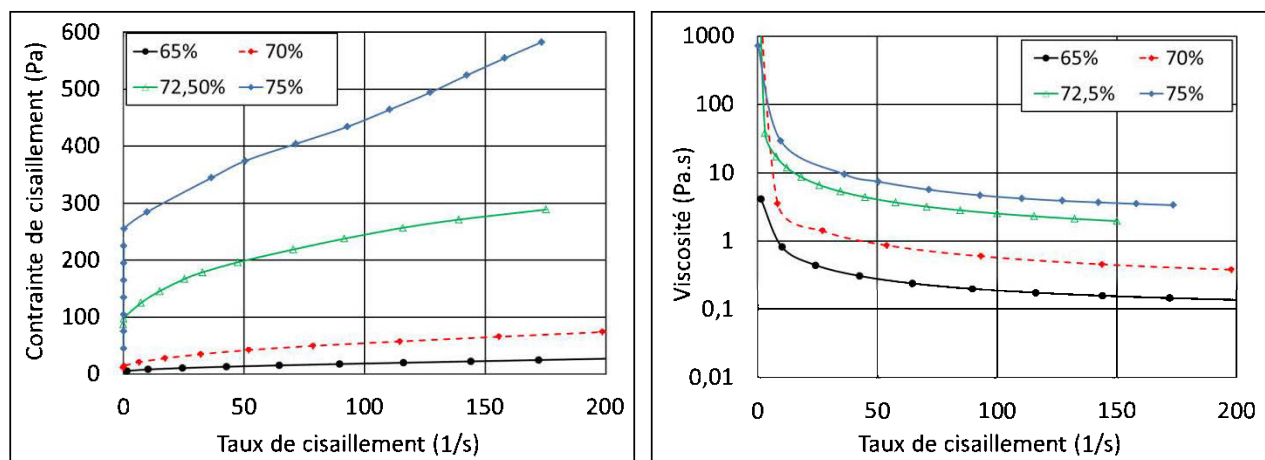 Contrainte de cisaillement (Pa)
600
500
400
300
200
100
0
65% 70%
72,50% 75%
0 50 100 150 200
Taux de cisaillement (1/s)
Viscosité (Pa.s)
1000
100
10
1
0,1
0,01
65% 70%
72,5% 75%
0 50 100 150 200
Taux de cisaillement (1/s)